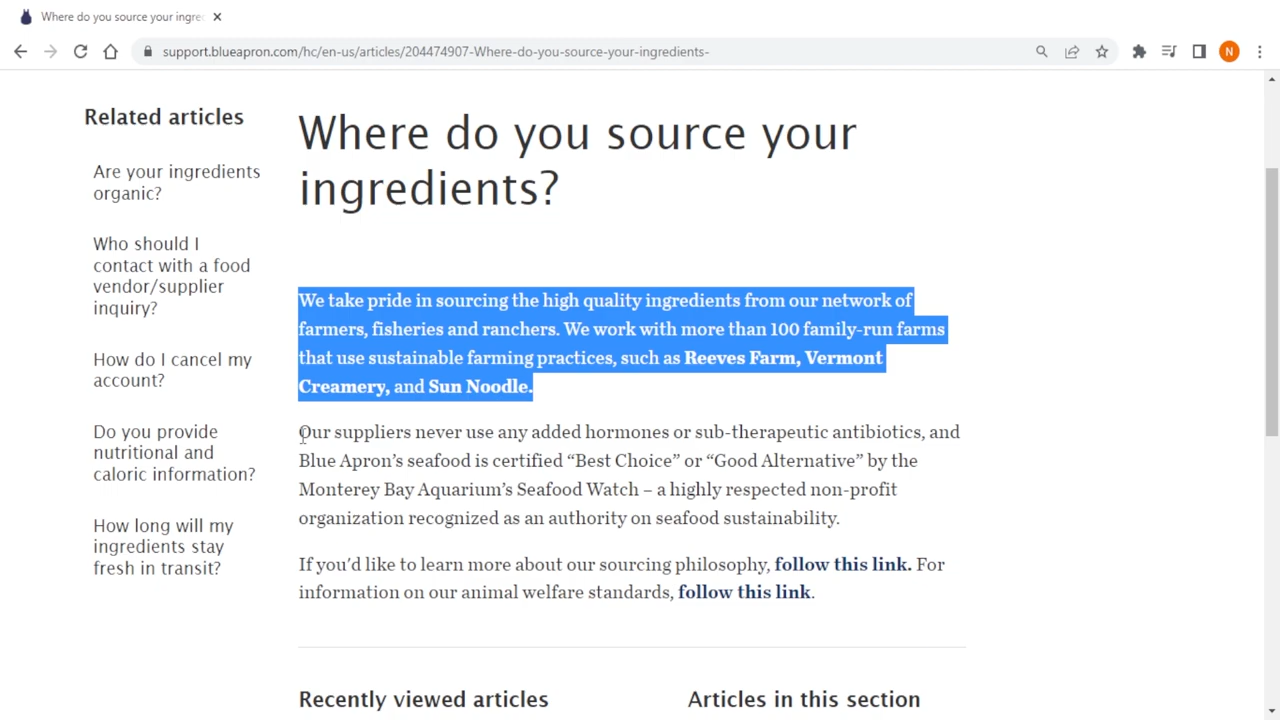 Where do you source your ingre
support.blueapron.com/hc/en-us/articles/204474907-Where-do-you-source-your-ingredients-
N
Related articles
Are your ingredients
organic?
Who should I
contact with a food
vendor/supplier
inquiry?
How do I cancel my
account?
Do you provide
nutritional and
caloric information?
How long will my
ingredients stay
fresh in transit?
Where do you source your
ingredients?
We take pride in sourcing the high quality ingredients from our network of
farmers, fisheries and ranchers. We work with more than 100 family-run farms
that use sustainable farming practices, such as Reeves Farm, Vermont
Creamery, and Sun Noodle.
Our suppliers never use any added hormones or sub-therapeutic antibiotics, and
Blue Apron’s seafood is certified “Best Choice” or “Good Alternative” by the
Monterey Bay Aquarium’s Seafood Watch – a highly respected non-profit
organization recognized as an authority on seafood sustainability.
If you'd like to learn more about our sourcing philosophy, follow this link. For
information on our animal welfare standards, follow this link.
Recently viewed articles
Articles in this section